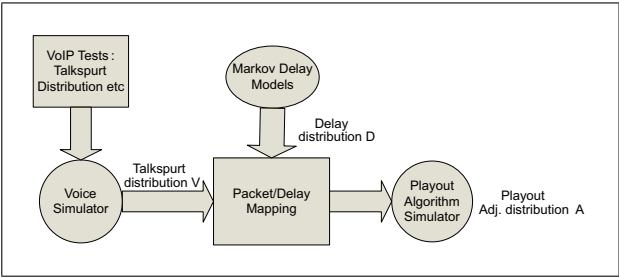 VoIP Tests :
Talkspurt
Distribution etc
Markov Delay
Models
Delay
distribution D
Talkspurt
distribution V
Voice
Simulator
Packet/Delay
Mapping
Playout
Algorithm
Simulator
Playout
Adj. distribution A